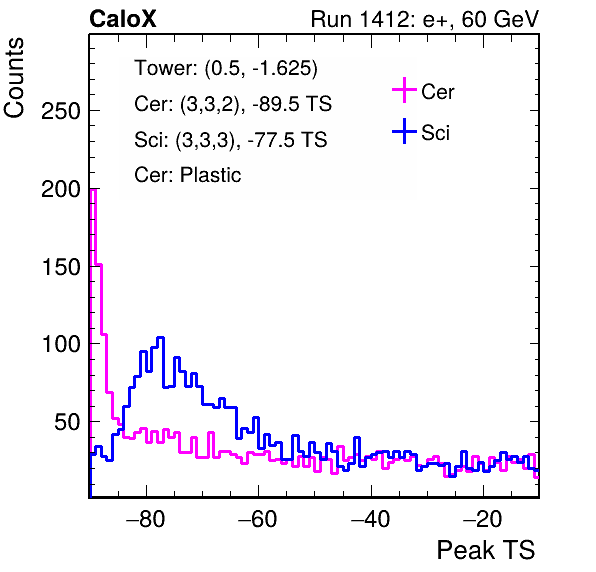 CaloX Run 1412: e+, 60 GeV
Counts
Tower: (0.5, -1.625)
Cer: (3,3,2), -89.5 TS
Sci: (3,3,3), -77.5 TS
Cer: Plastic
Cer
Sci
250
200
150
100
50
−80 −60 −40 −20
Peak TS